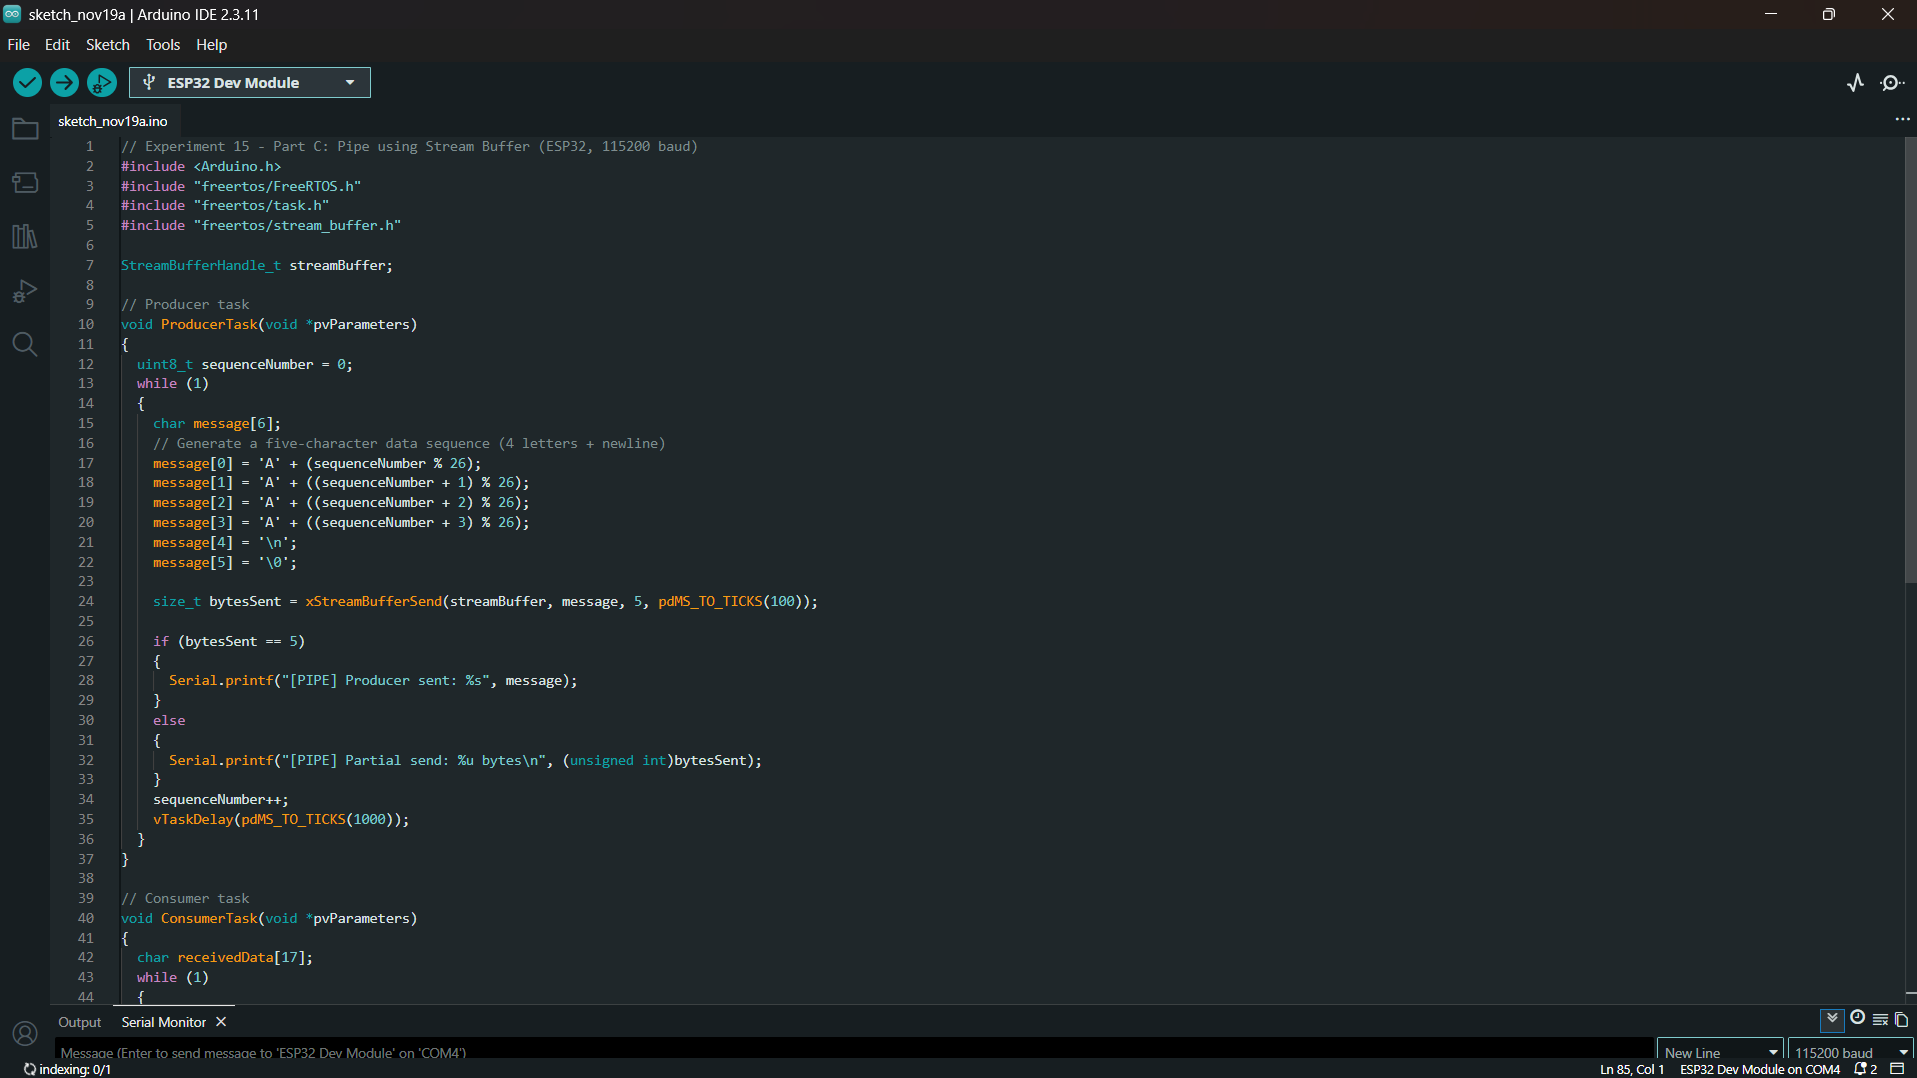 sketch_nov19a | Arduino IDE 2.3.11
File Edit Sketch Tools Help
ESP32 Dev Module
sketch_nov19a.ino
1 // Experiment 15 - Part C: Pipe using Stream Buffer (ESP32, 115200 baud)
2 #include <Arduino.h>
3 #include "freertos/FreeRTOS.h"
4 #include "freertos/task.h"
5 #include "freertos/stream_buffer.h"
6
7 StreamBufferHandle_t streamBuffer;
8
9 // Producer task
10 void ProducerTask(void *pvParameters)
11 {
12   uint8_t sequenceNumber = 0;
13   while (1)
14   {
15     char message[6];
16     // Generate a five-character data sequence (4 letters + newline)
17     message[0] = 'A' + (sequenceNumber % 26);
18     message[1] = 'A' + ((sequenceNumber + 1) % 26);
19     message[2] = 'A' + ((sequenceNumber + 2) % 26);
20     message[3] = 'A' + ((sequenceNumber + 3) % 26);
21     message[4] = '\n';
22     message[5] = '\0';
23
24     size_t bytesSent = xStreamBufferSend(streamBuffer, message, 5, pdMS_TO_TICKS(100));
25
26     if (bytesSent == 5)
27     {
28       Serial.printf("[PIPE] Producer sent: %s", message);
29     }
30     else
31     {
32       Serial.printf("[PIPE] Partial send: %u bytes\n", (unsigned int)bytesSent);
33     }
34     sequenceNumber++;
35     vTaskDelay(pdMS_TO_TICKS(1000));
36   }
37 }
38
39 // Consumer task
40 void ConsumerTask(void *pvParameters)
41 {
42   char receivedData[17];
43   while (1)
44   {
Output Serial Monitor
Message (Enter to send message to 'ESP32 Dev Module' on 'COM4')
New Line 115200 baud
indexing: 0/1 Ln 85, Col 1 ESP32 Dev Module on COM4 2